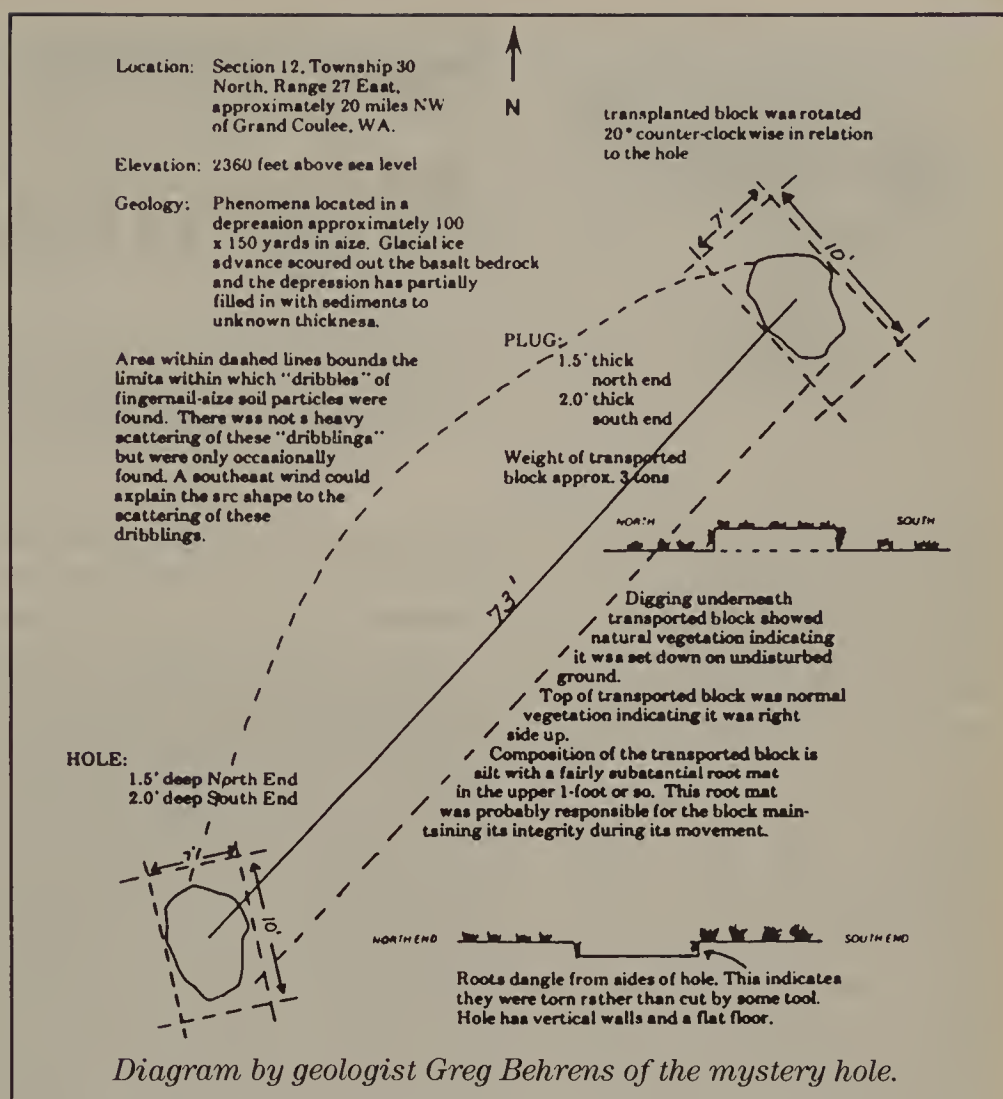 Location: Section 12, Township 30
North, Range 27 East,
approximately 20 miles NW
of Grand Coulee, WA.
Elevation: 2360 feet above sea level
Geology: Phenomena located in a
depression approximately 100
x 150 yards in size. Glacial ice
advance scoured out the basalt bedrock
and the depression has partially
filled in with sediments to
unknown thickness.
Area within dashed lines bounds the
limits within which "dribbles" of
fingernail-size soil particles were
found. There was not a heavy
scattering of these "dribblings"
but were only occasionally
found. A southeast wind could
explain the arc shape to the
scattering of these
dribblings.
N
transplanted block was rotated
20° counter-clockwise in relation
to the hole
7'
10'
PLUG:
1.5' thick
north end
2.0' thick
south end
Weight of transported
block approx. 3 tons
NORTH
SOUTH
73'
Digging underneath
transported block showed
natural vegetation indicating
it was set down on undisturbed
ground.
Top of transported block was normal
vegetation indicating it was right
side up.
Composition of the transported block is
silt with a fairly substantial root mat
in the upper 1-foot or so. This root mat
was probably responsible for the block main-
taining its integrity during its movement.
HOLE:
1.5' deep North End
2.0' deep South End
7'
10'
NORTH END
SOUTH END
Roots dangle from sides of hole. This indicates
they were torn rather than cut by some tool.
Hole has vertical walls and a flat floor.
Diagram by geologist Greg Behrens of the mystery hole.